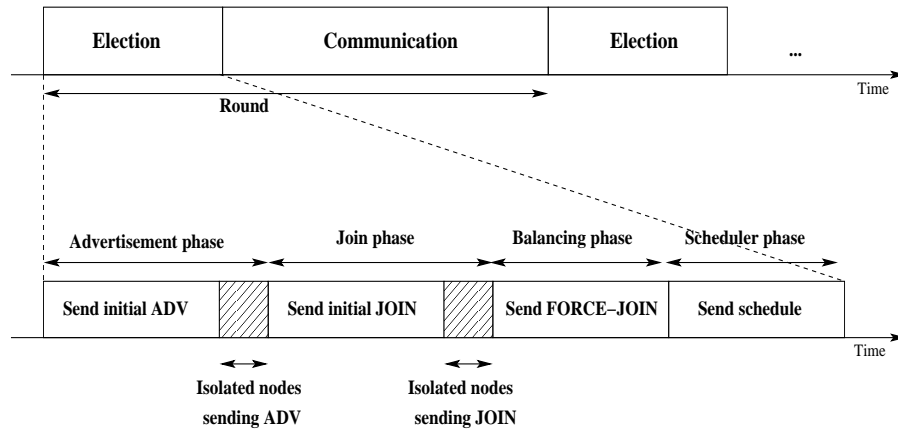 Election
Communication
Election
...
Time
Round
Advertisement phase
Join phase
Balancing phase
Scheduler phase
Send initial ADV
Send initial JOIN
Send FORCE−JOIN
Send schedule
Time
Isolated nodes
sending ADV
Isolated nodes
sending JOIN